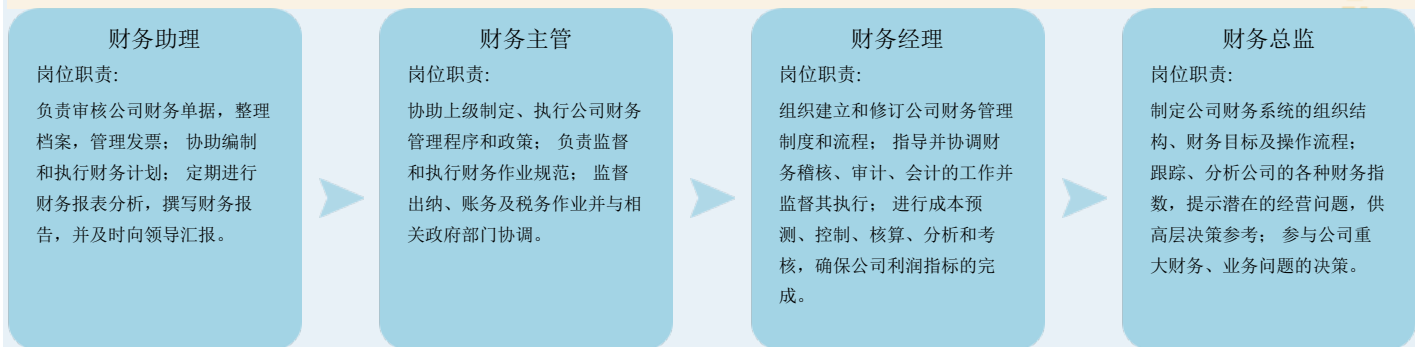 财务助理
岗位职责:
负责审核公司财务单据，整理
档案，管理发票； 协助编制
和执行财务计划； 定期进行
财务报表分析，撰写财务报
告，并及时向领导汇报。
财务主管
岗位职责:
协助上级制定、执行公司财务
管理程序和政策； 负责监督
和执行财务作业规范； 监督
出纳、账务及税务作业并与相
关政府部门协调。
财务经理
岗位职责:
组织建立和修订公司财务管理
制度和流程； 指导并协调财
务稽核、审计、会计的工作并
监督其执行； 进行成本预
测、控制、核算、分析和考
核，确保公司利润指标的完
成。
财务总监
岗位职责:
制定公司财务系统的组织结
构、财务目标及操作流程；
跟踪、分析公司的各种财务指
数，提示潜在的经营问题，供
高层决策参考； 参与公司重
大财务、业务问题的决策。